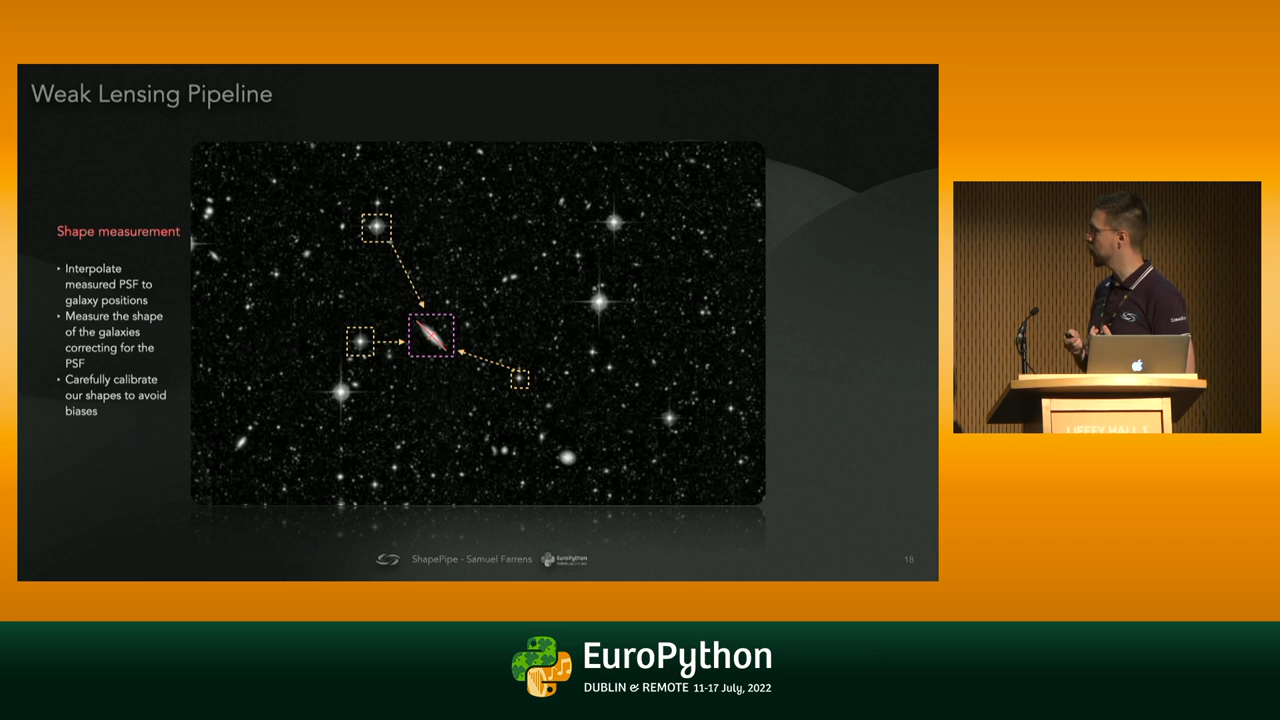 Weak Lensing Pipeline
Shape measurement
Interpolate
measured PSF to
galaxy positions
Measure the shape
of the galaxies
correcting for the
PSF
Carefully calibrate
our shapes to avoid
biases
ShapePipe - Samuel Farrens
EuroPython
18
LIFFEY HALL 1
EuroPython
DUBLIN & REMOTE 11-17 July, 2022